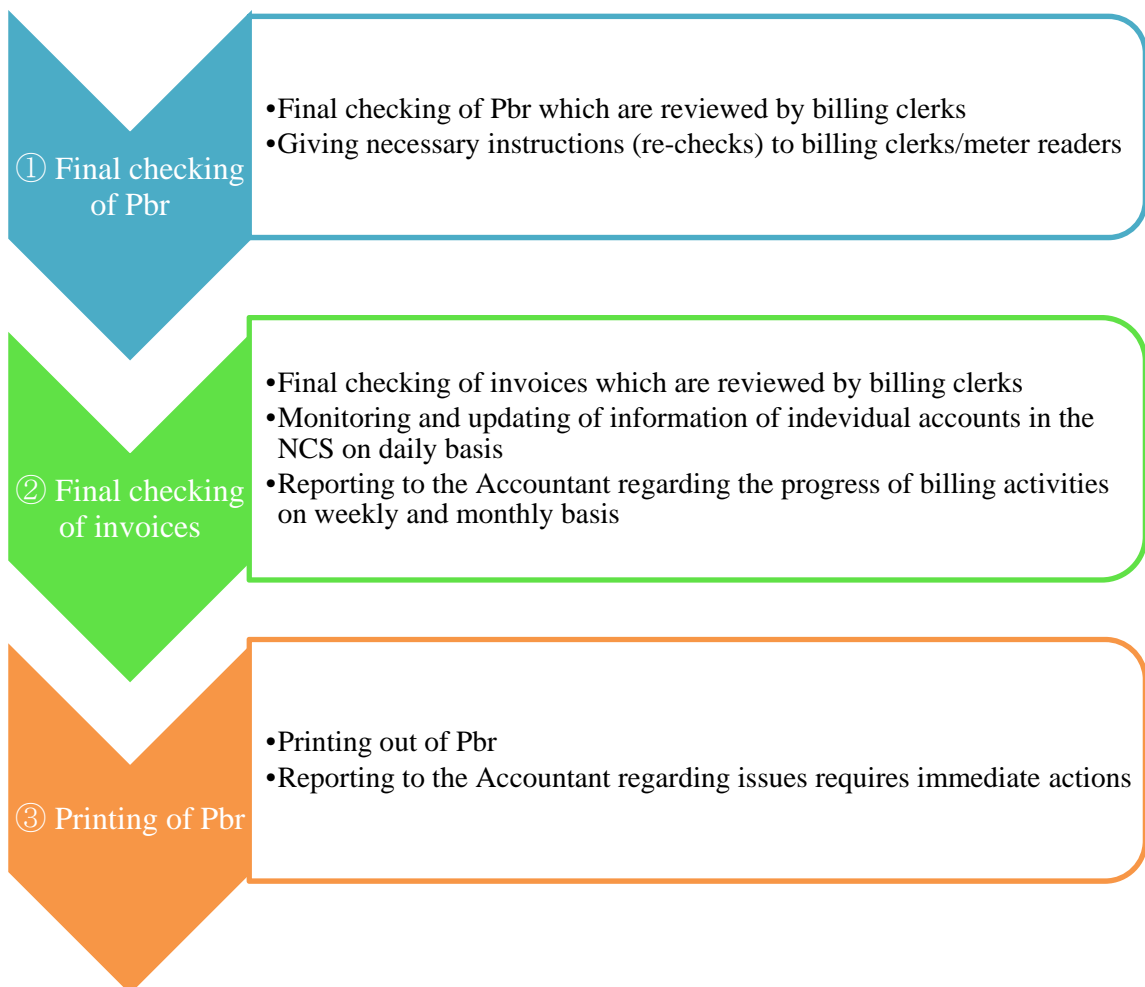 ① Final checking
of Pbr
•Final checking of Pbr which are reviewed by billing clerks
•Giving necessary instructions (re-checks) to billing clerks/meter readers
② Final checking
of invoices
•Final checking of invoices which are reviewed by billing clerks
•Monitoring and updating of information of indevidual accounts in the
NCS on daily basis
•Reporting to the Accountant regarding the progress of billing activities
on weekly and monthly basis
③ Printing of Pbr
•Printing out of Pbr
•Reporting to the Accountant regarding issues requires immediate actions